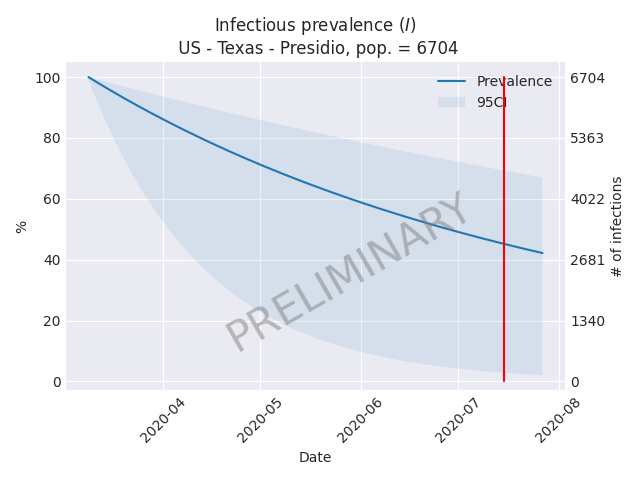 Infectious prevalence (I)
US - Texas - Presidio, pop. = 6704
Prevalence
95CI
100
80
60
40
20
0
%
6704
5363
4022
2681
1340
0
# of infections
PRELIMINARY
2020-04
2020-05
2020-06
2020-07
2020-08
Date